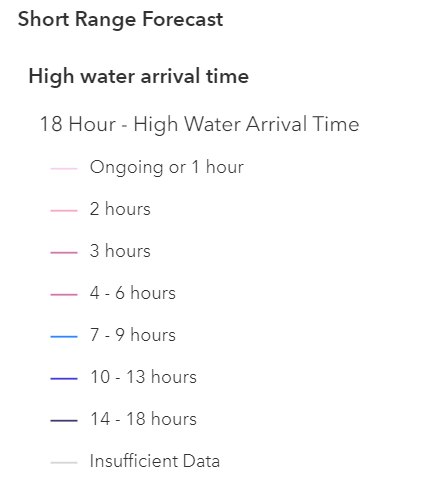 Short Range Forecast
High water arrival time
18 Hour - High Water Arrival Time
Ongoing or 1 hour
2 hours
3 hours
4 - 6 hours
7 - 9 hours
10 - 13 hours
14 - 18 hours
Insufficient Data